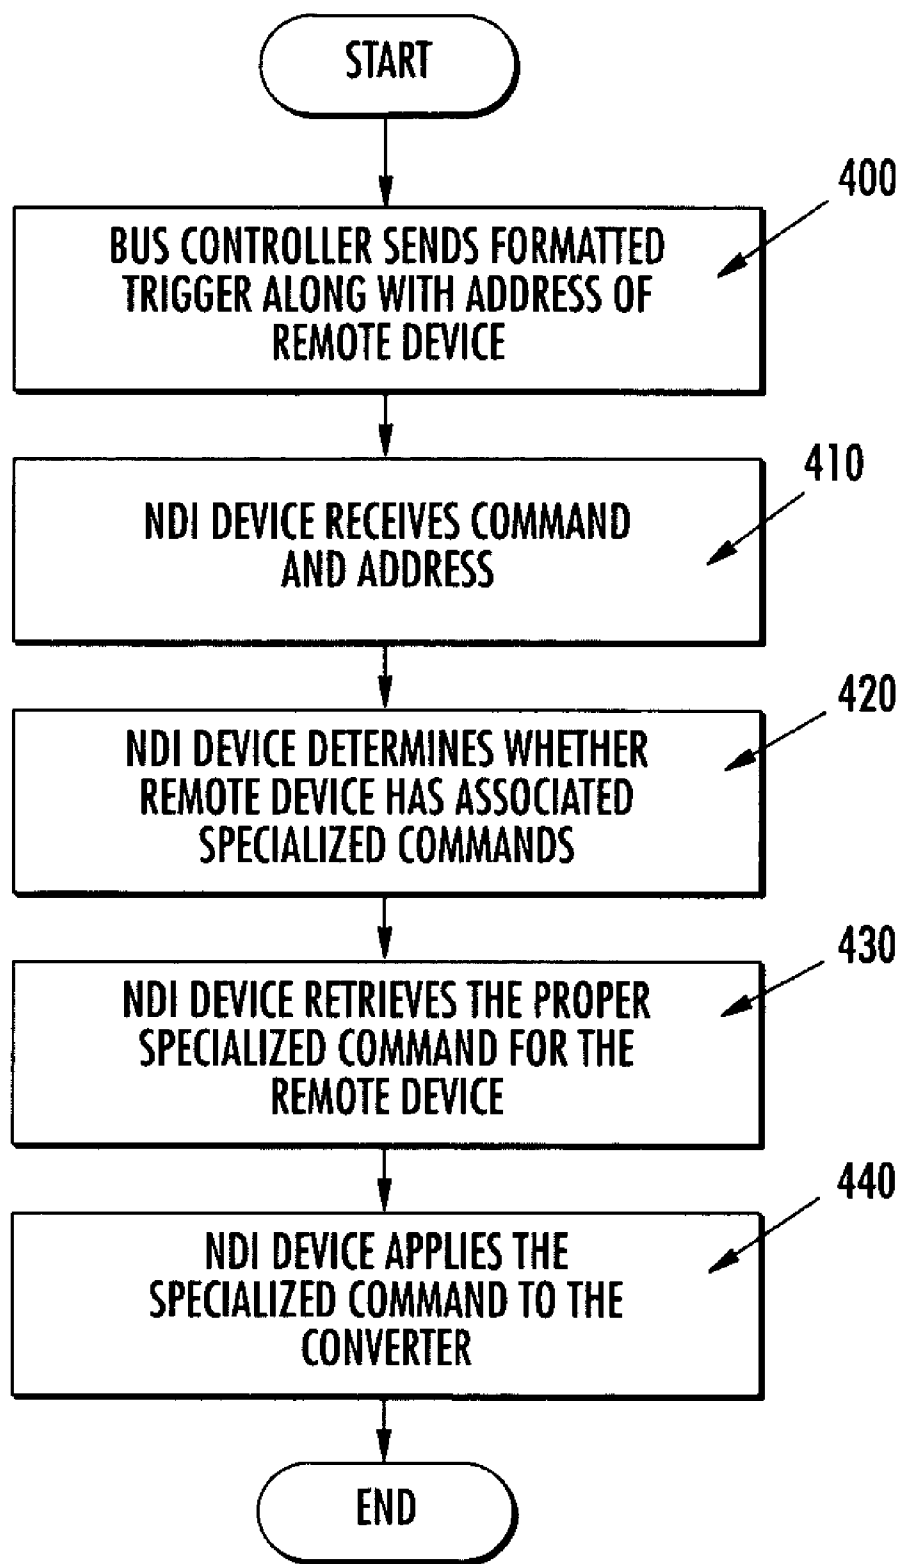 START
400
BUS CONTROLLER SENDS FORMATTED
TRIGGER ALONG WITH ADDRESS OF
REMOTE DEVICE
410
NDI DEVICE RECEIVES COMMAND
AND ADDRESS
420
NDI DEVICE DETERMINES WHETHER
REMOTE DEVICE HAS ASSOCIATED
SPECIALIZED COMMANDS
430
NDI DEVICE RETRIEVES THE PROPER
SPECIALIZED COMMAND FOR THE
REMOTE DEVICE
440
NDI DEVICE APPLIES THE
SPECIALIZED COMMAND TO THE
CONVERTER
END